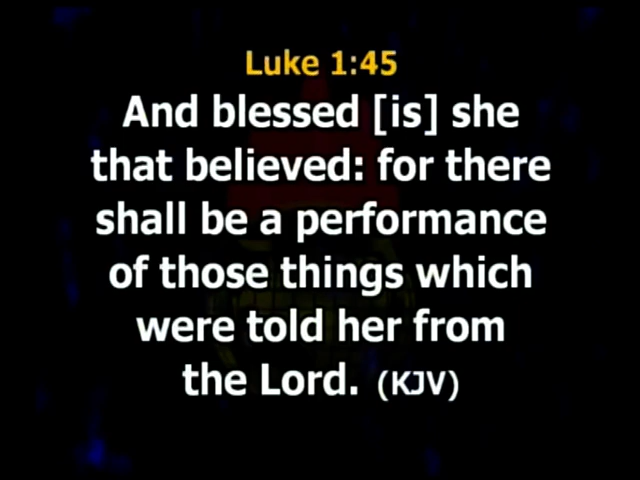 Luke 1:45
And blessed [is] she
that believed: for there
shall be a performance
of those things which
were told her from
the Lord. (KJV)